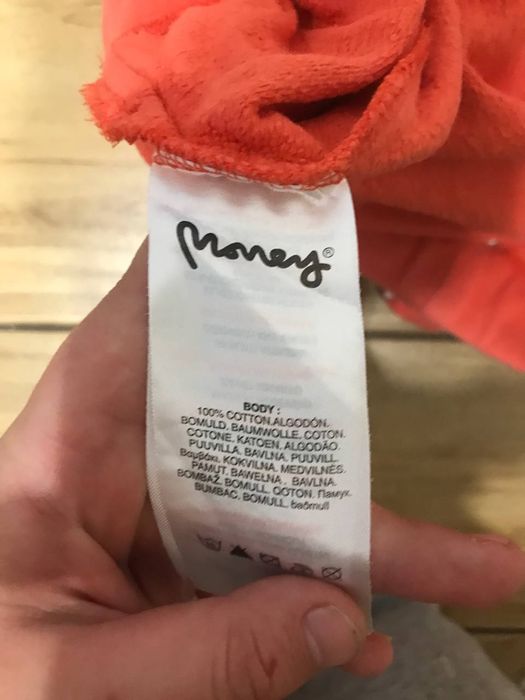 Money®
BODY :
100% COTTON.ALGODÓN.
BOMULD. BAUMWOLLE. COTON.
COTONE. KATOEN. ALGODÃO.
PUUVILLA. BAVLNA. PUUVILL.
Βαμβάκι. KOKVILNA. MEDVILNĖS.
PAMUT. BAWEŁNA. BAVLNA.
BOMBAŽ. BOMULL. COTON. Памук.
BUMBAC. BOMULL. baðmull